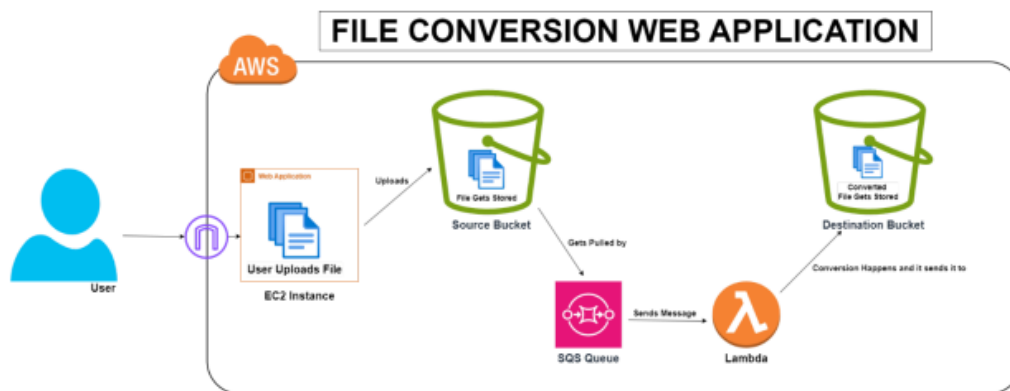 FILE CONVERSION WEB APPLICATION
AWS
Web Application
User Uploads File
EC2 Instance
User
Uploads
File Gets Stored
Source Bucket
Gets Pulled by
SQS Queue
Sends Message
Lambda
Conversion Happens and it sends it to
Converted
File Gets Stored
Destination Bucket